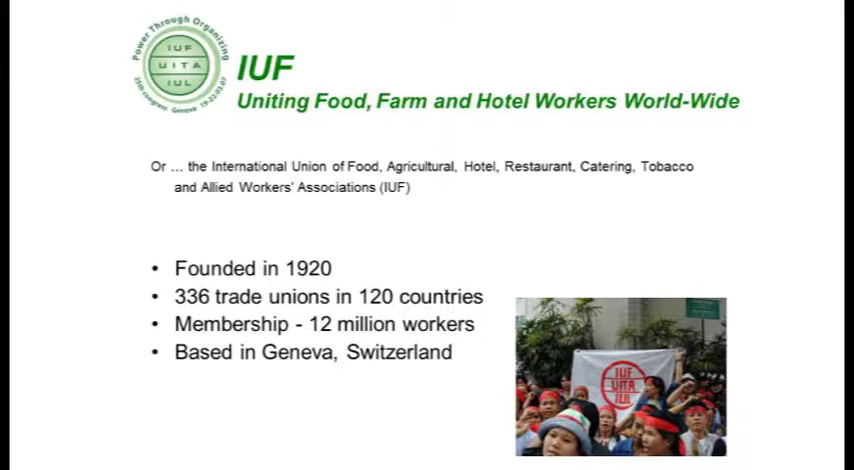 Power Through Organizing
IUF
UITA
IUL
25th congress Geneva 19-22.03.07
IUF
Uniting Food, Farm and Hotel Workers World-Wide
Or ... the International Union of Food, Agricultural, Hotel, Restaurant, Catering, Tobacco
and Allied Workers' Associations (IUF)
• Founded in 1920
• 336 trade unions in 120 countries
• Membership - 12 million workers
• Based in Geneva, Switzerland
IUF
UITA
IUL